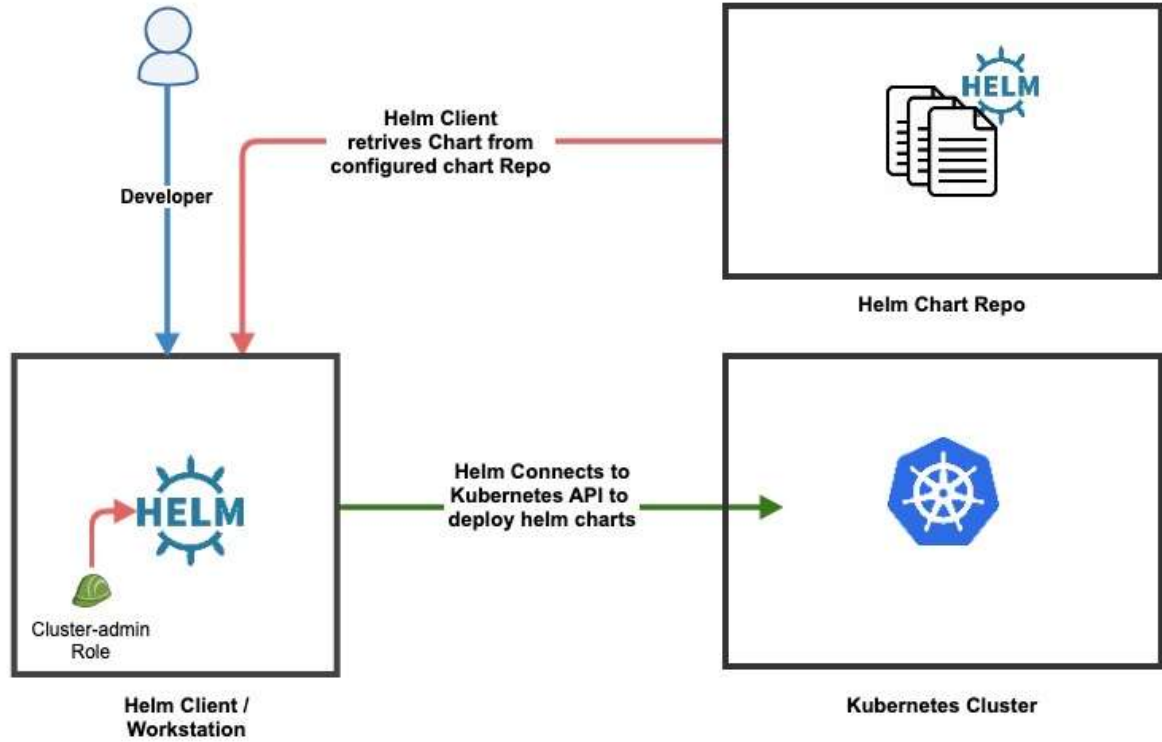 HELM
Helm Client
retrives Chart from
configured chart Repo
Developer
Helm Chart Repo
HELM
Cluster-admin
Role
Helm Connects to
Kubernetes API to
deploy helm charts
Helm Client /
Workstation
Kubernetes Cluster